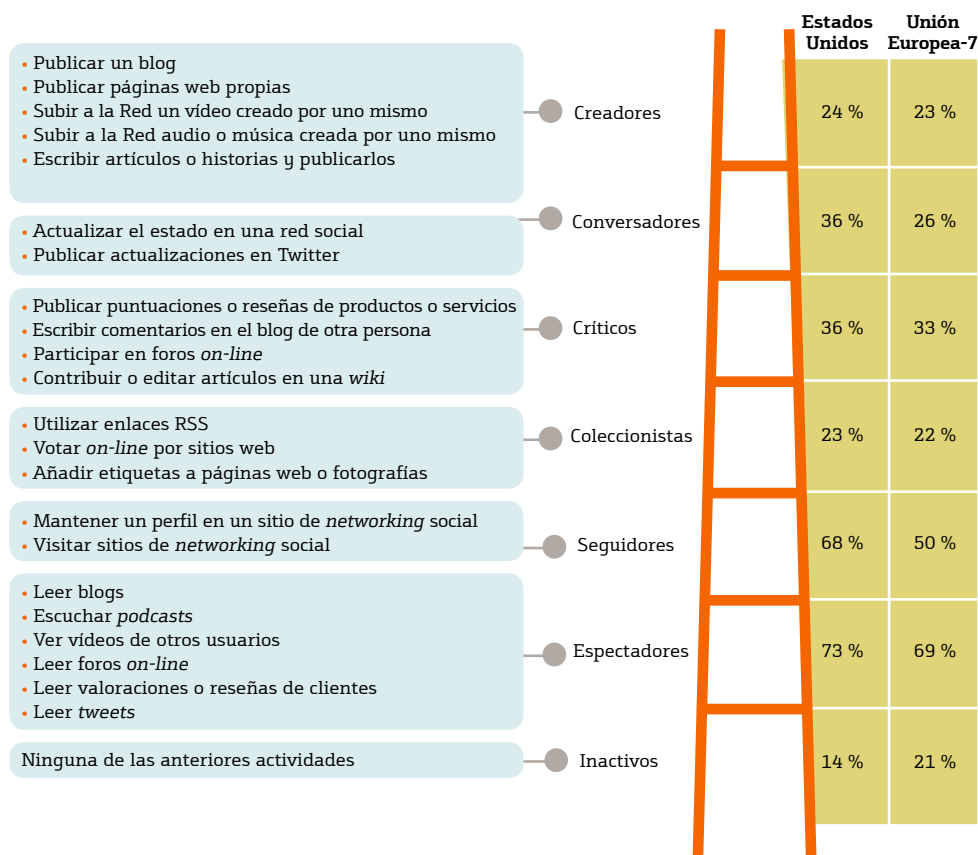 Estados Unidos
Unión Europea-7
• Publicar un blog
• Publicar páginas web propias
• Subir a la Red un vídeo creado por uno mismo
• Subir a la Red audio o música creada por uno mismo
• Escribir artículos o historias y publicarlos
Creadores
24 %
23 %
• Actualizar el estado en una red social
• Publicar actualizaciones en Twitter
Conversadores
36 %
26 %
• Publicar puntuaciones o reseñas de productos o servicios
• Escribir comentarios en el blog de otra persona
• Participar en foros on-line
• Contribuir o editar artículos en una wiki
Críticos
36 %
33 %
• Utilizar enlaces RSS
• Votar on-line por sitios web
• Añadir etiquetas a páginas web o fotografías
Coleccionistas
23 %
22 %
• Mantener un perfil en un sitio de networking social
• Visitar sitios de networking social
Seguidores
68 %
50 %
• Leer blogs
• Escuchar podcasts
• Ver vídeos de otros usuarios
• Leer foros on-line
• Leer valoraciones o reseñas de clientes
• Leer tweets
Espectadores
73 %
69 %
Ninguna de las anteriores actividades
Inactivos
14 %
21 %